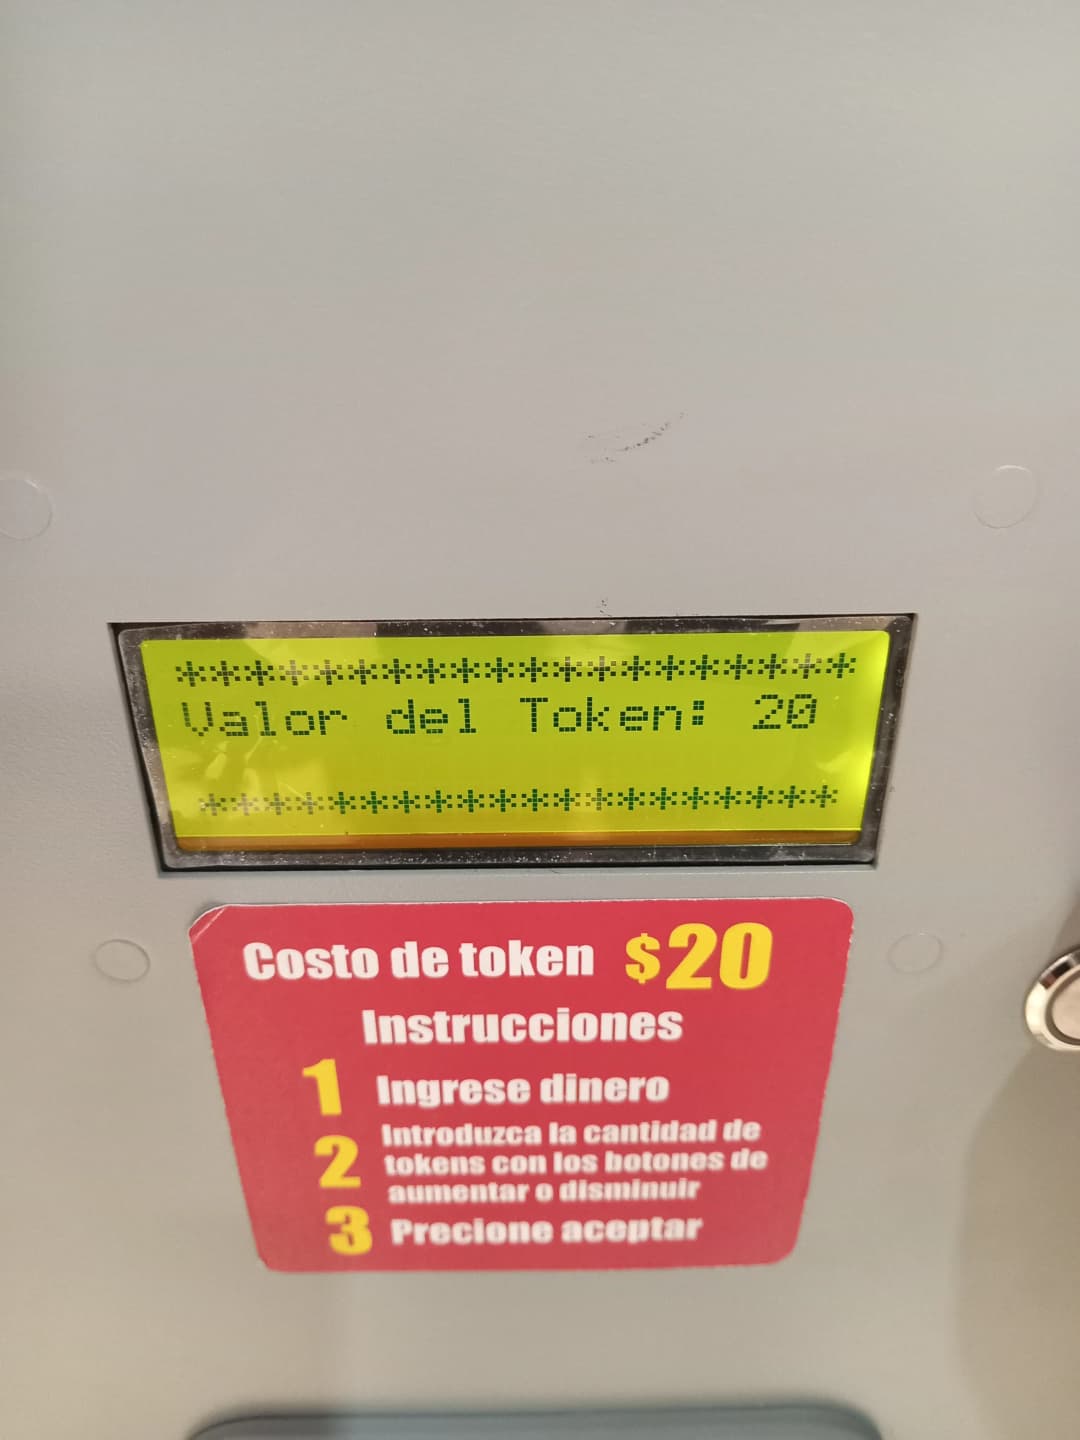 ********************
Valor del Token: 20
*******************
Costo de token $20
Instrucciones
1 Ingrese dinero
2 Introduzca la cantidad de
tokens con los botones de
aumentar o disminuir
3 Precione aceptar